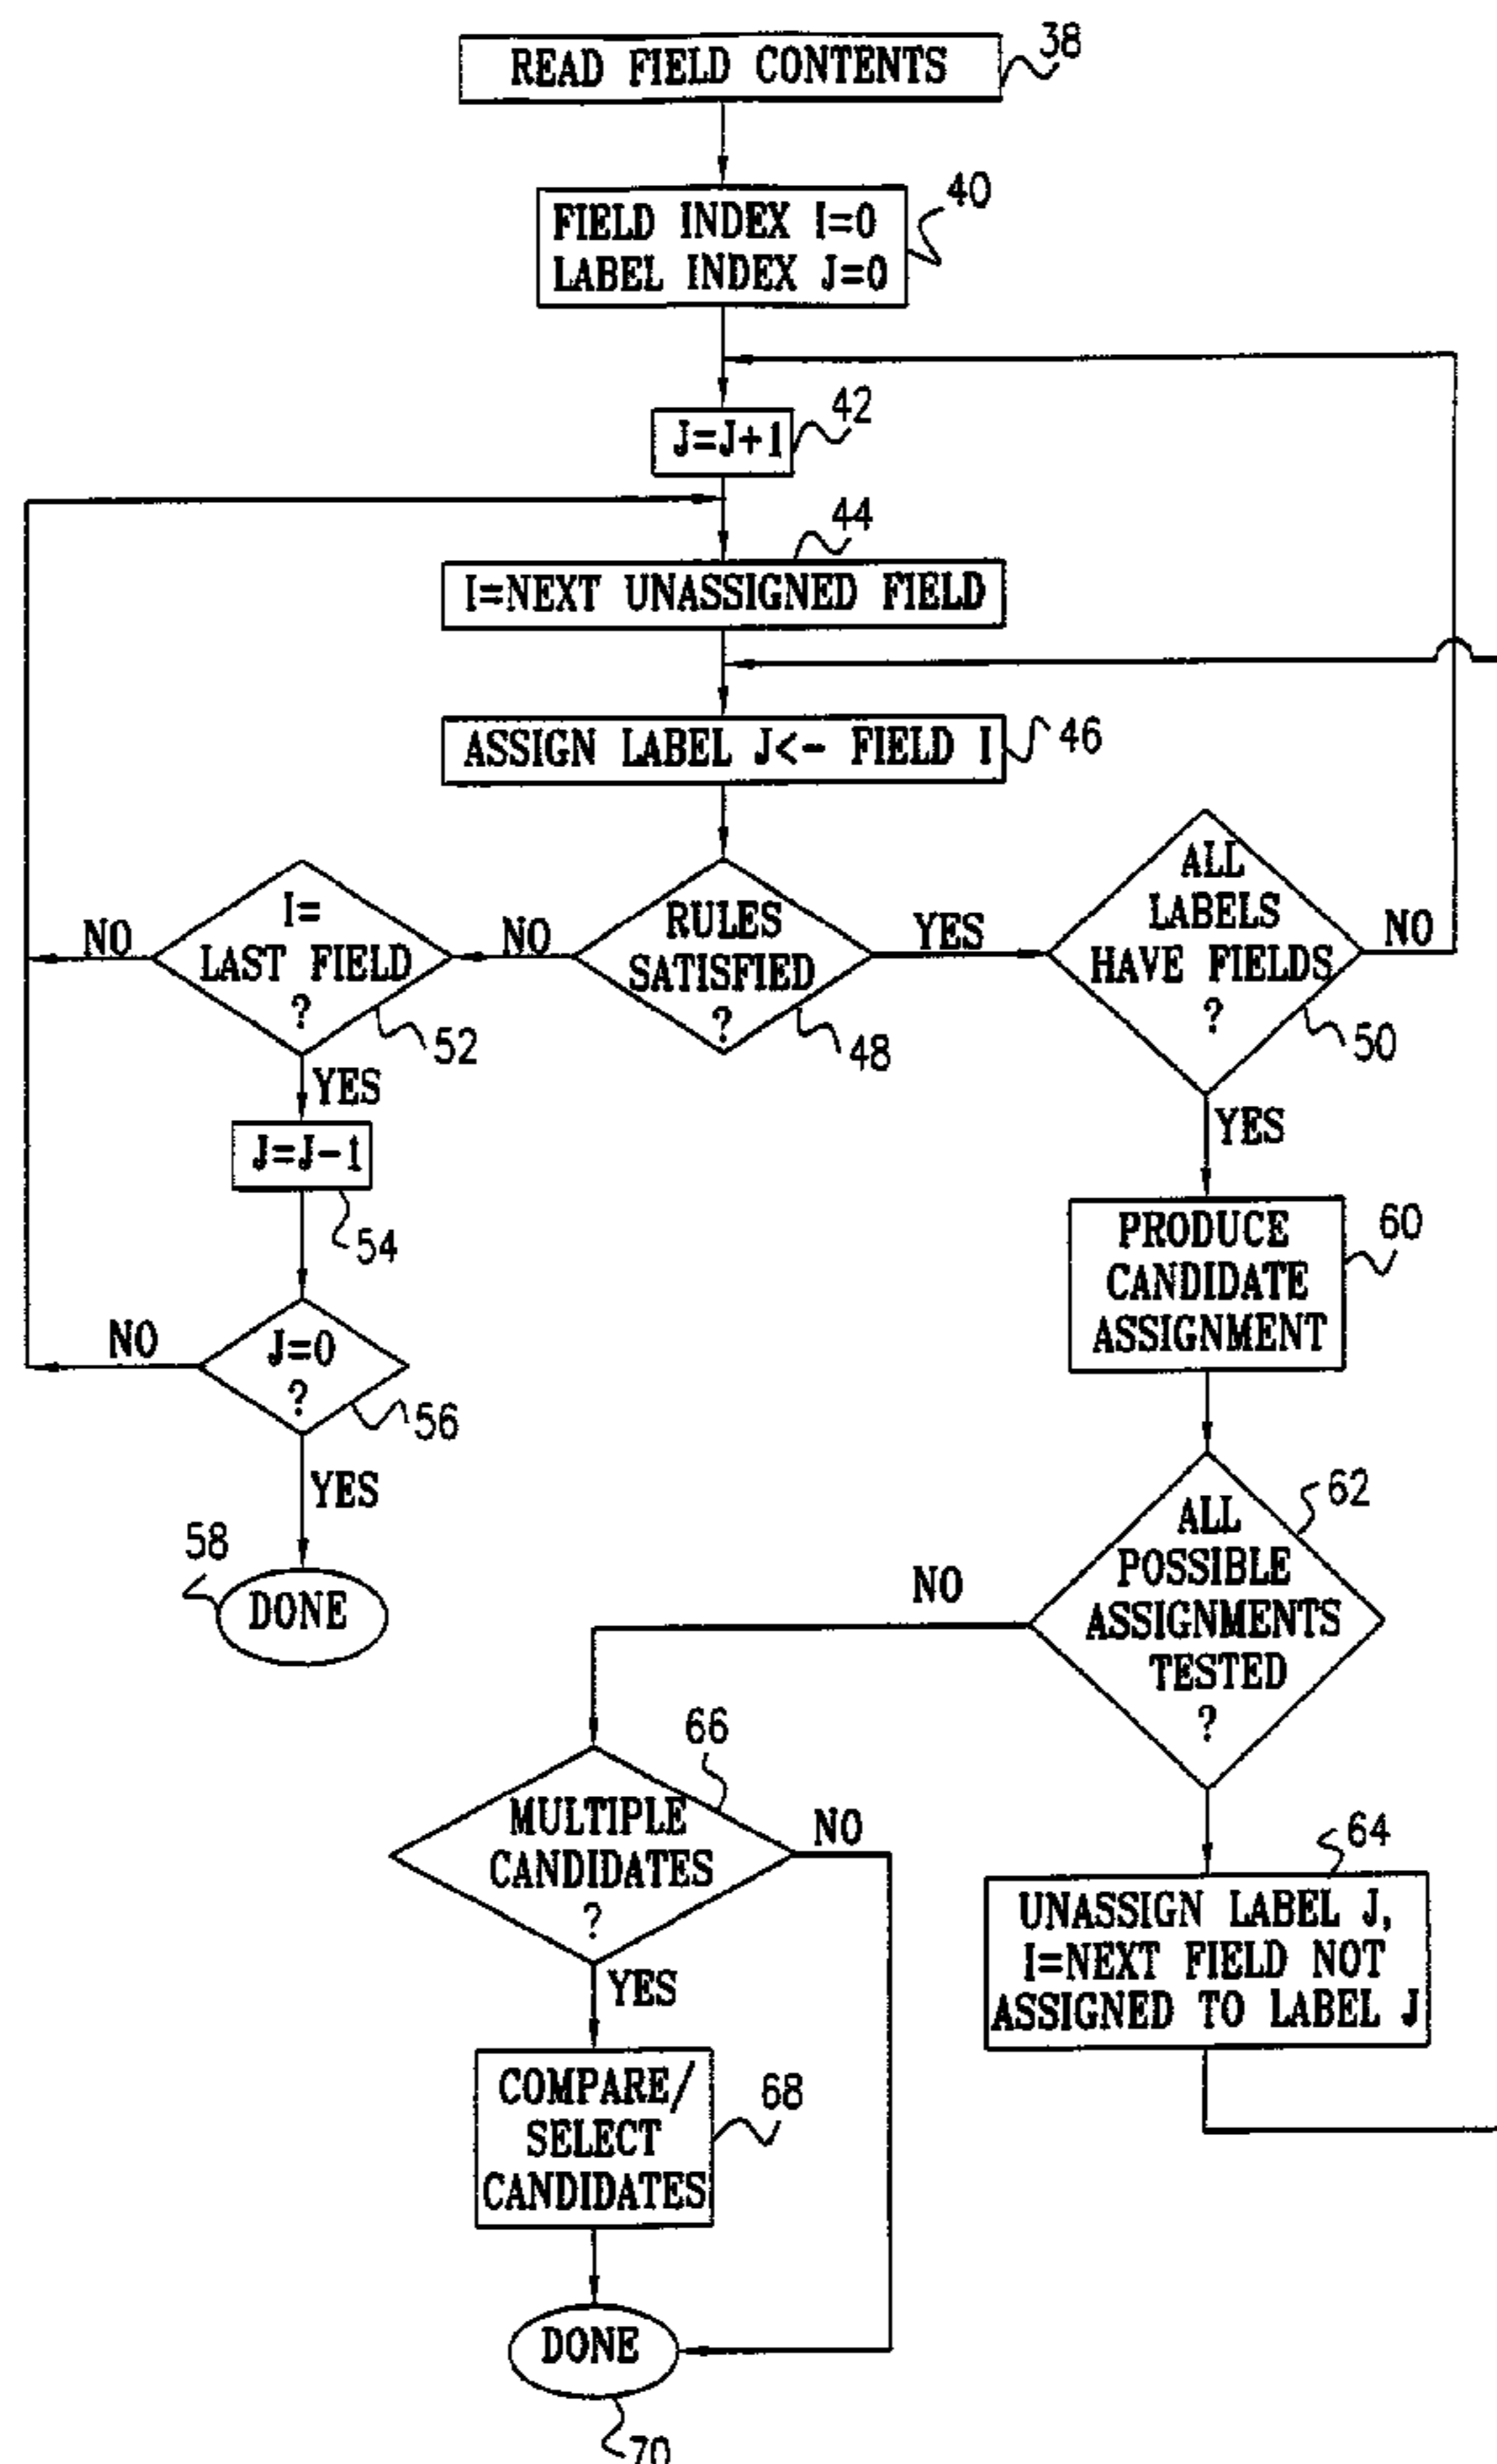 READ FIELD CONTENTS
38
FIELD INDEX I=0
LABEL INDEX J=0
40
J=J+1
42
44
I=NEXT UNASSIGNED FIELD
ASSIGN LABEL J<- FIELD I
46
I=
LAST FIELD
?
52
NO
YES
RULES
SATISFIED
?
48
NO
YES
ALL
LABELS
HAVE FIELDS
?
50
NO
YES
J=J-1
54
J=0
?
56
NO
YES
58
DONE
PRODUCE
CANDIDATE
ASSIGNMENT
60
ALL
POSSIBLE
ASSIGNMENTS
TESTED
?
62
NO
66
MULTIPLE
CANDIDATES
?
NO
YES
64
UNASSIGN LABEL J,
I=NEXT FIELD NOT
ASSIGNED TO LABEL J
COMPARE/
SELECT
CANDIDATES
68
DONE
70